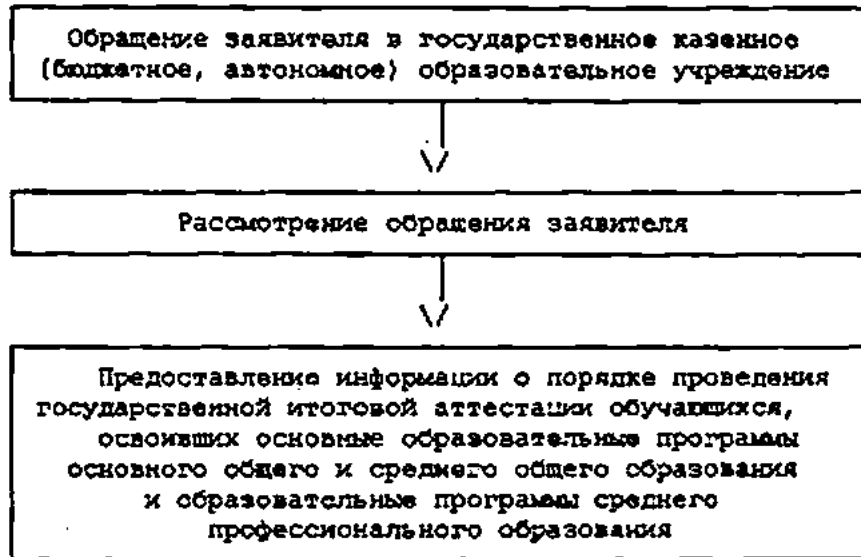 Обращение заявителя в государственное казенное
(бюджетное, автономное) образовательное учреждение
Рассмотрение обращения заявителя
Предоставление информации о порядке проведения
государственной итоговой аттестации обучающихся,
освоивших основные образовательные программы
основного общего и среднего общего образования
и образовательные программы среднего
профессионального образования